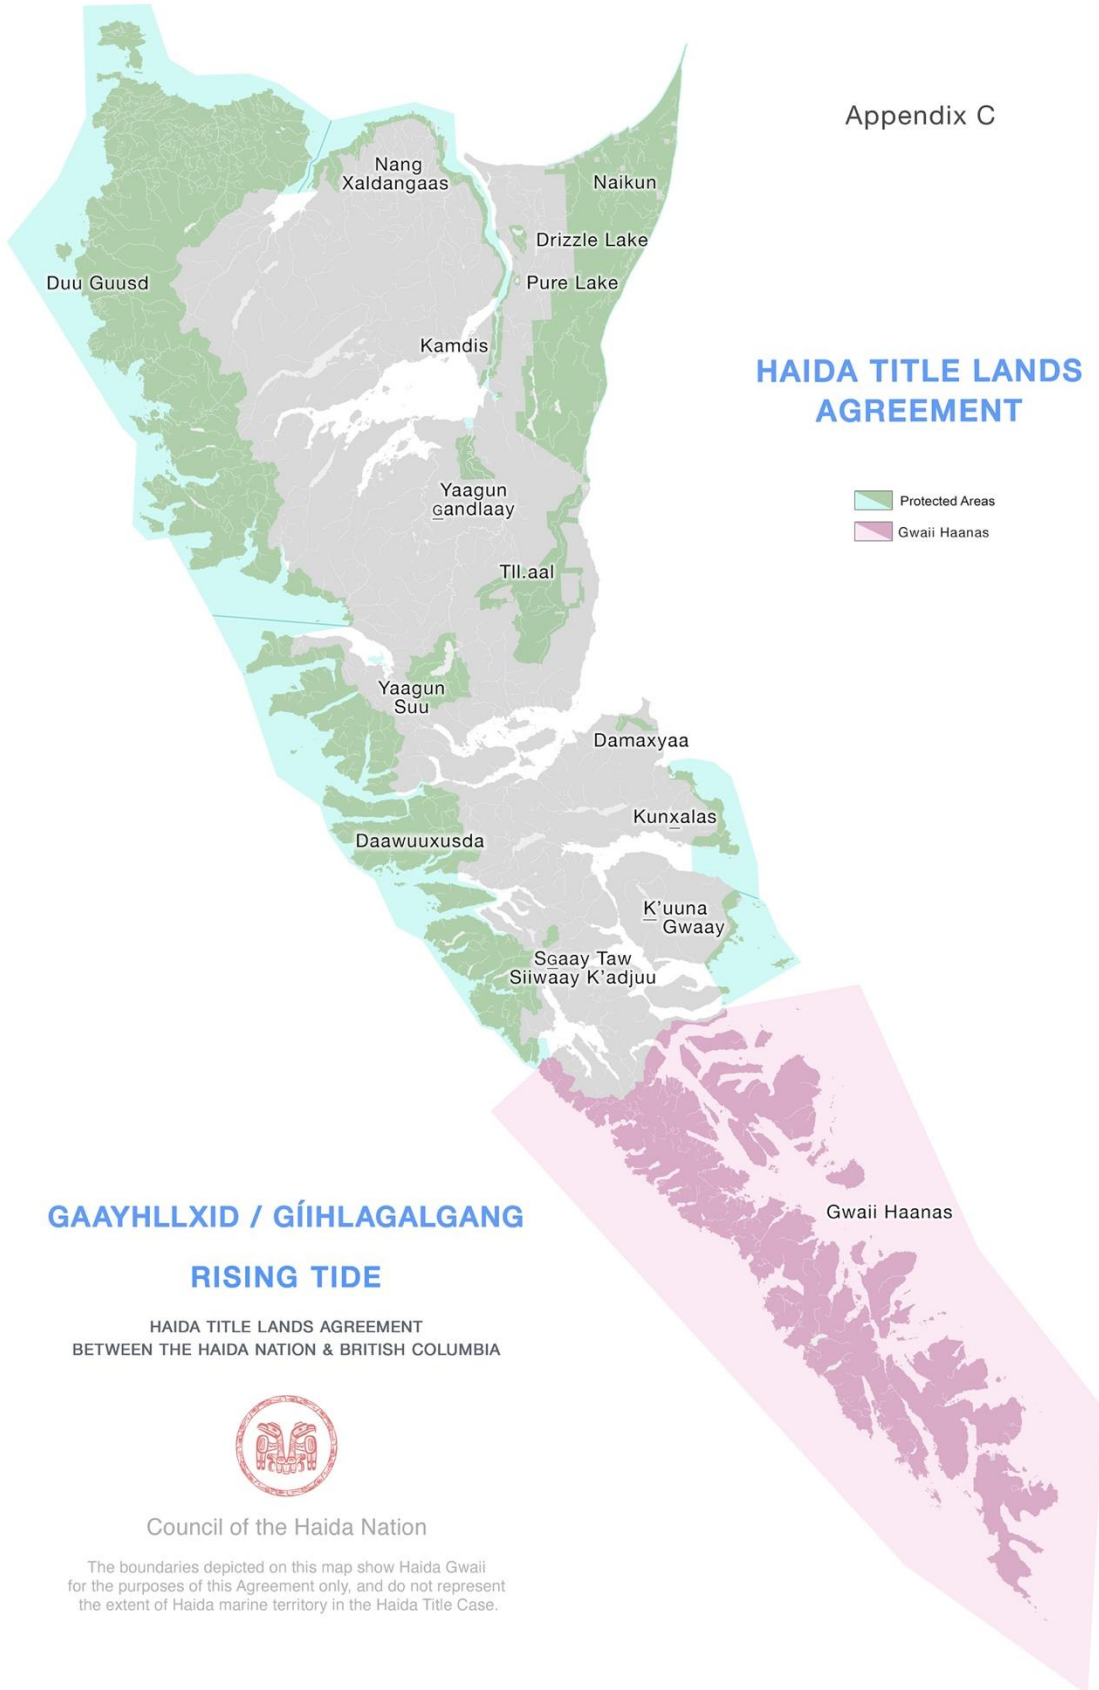 Appendix C
Nang
Xaldangaas
Naikun
Drizzle Lake
Duu Guusd
Pure Lake
Kamdis
HAIDA TITLE LANDS
AGREEMENT
Yaagun
G̲andlaay
Protected Areas
Gwaii Haanas
Tll.aal
Yaagun
Suu
Damaxyaa
Kunx̲alas
Daawuuxusda
K̲'uuna
Gwaay
SG̲aay Taw
Siiwaay K'adjuu
Gwaii Haanas
GAAYHLLXID / GÍIHLAGALGANG
RISING TIDE
HAIDA TITLE LANDS AGREEMENT
BETWEEN THE HAIDA NATION & BRITISH COLUMBIA
Council of the Haida Nation
The boundaries depicted on this map show Haida Gwaii
for the purposes of this Agreement only, and do not represent
the extent of Haida marine territory in the Haida Title Case.